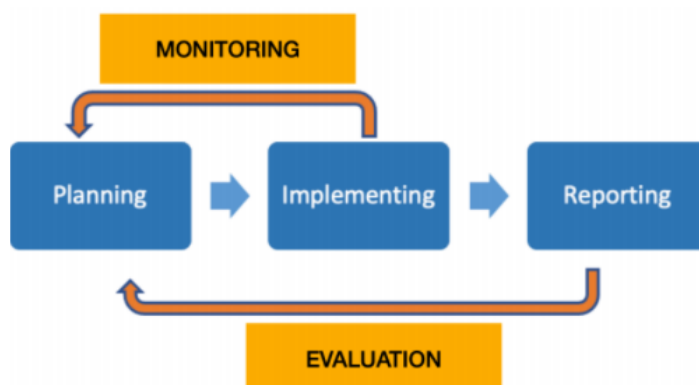 MONITORING
Planning
Implementing
Reporting
EVALUATION